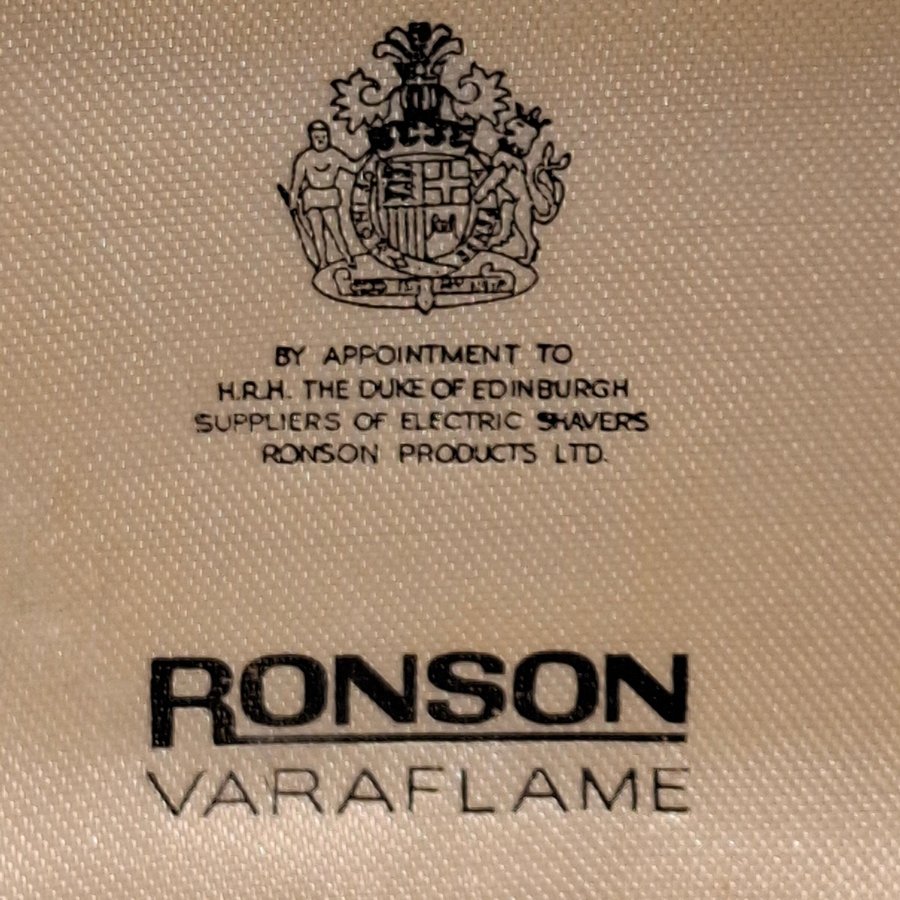 BY APPOINTMENT TO
H.R.H. THE DUKE OF EDINBURGH
SUPPLIERS OF ELECTRIC SHAVERS
RONSON PRODUCTS LTD.
RONSON
VARAFLAME